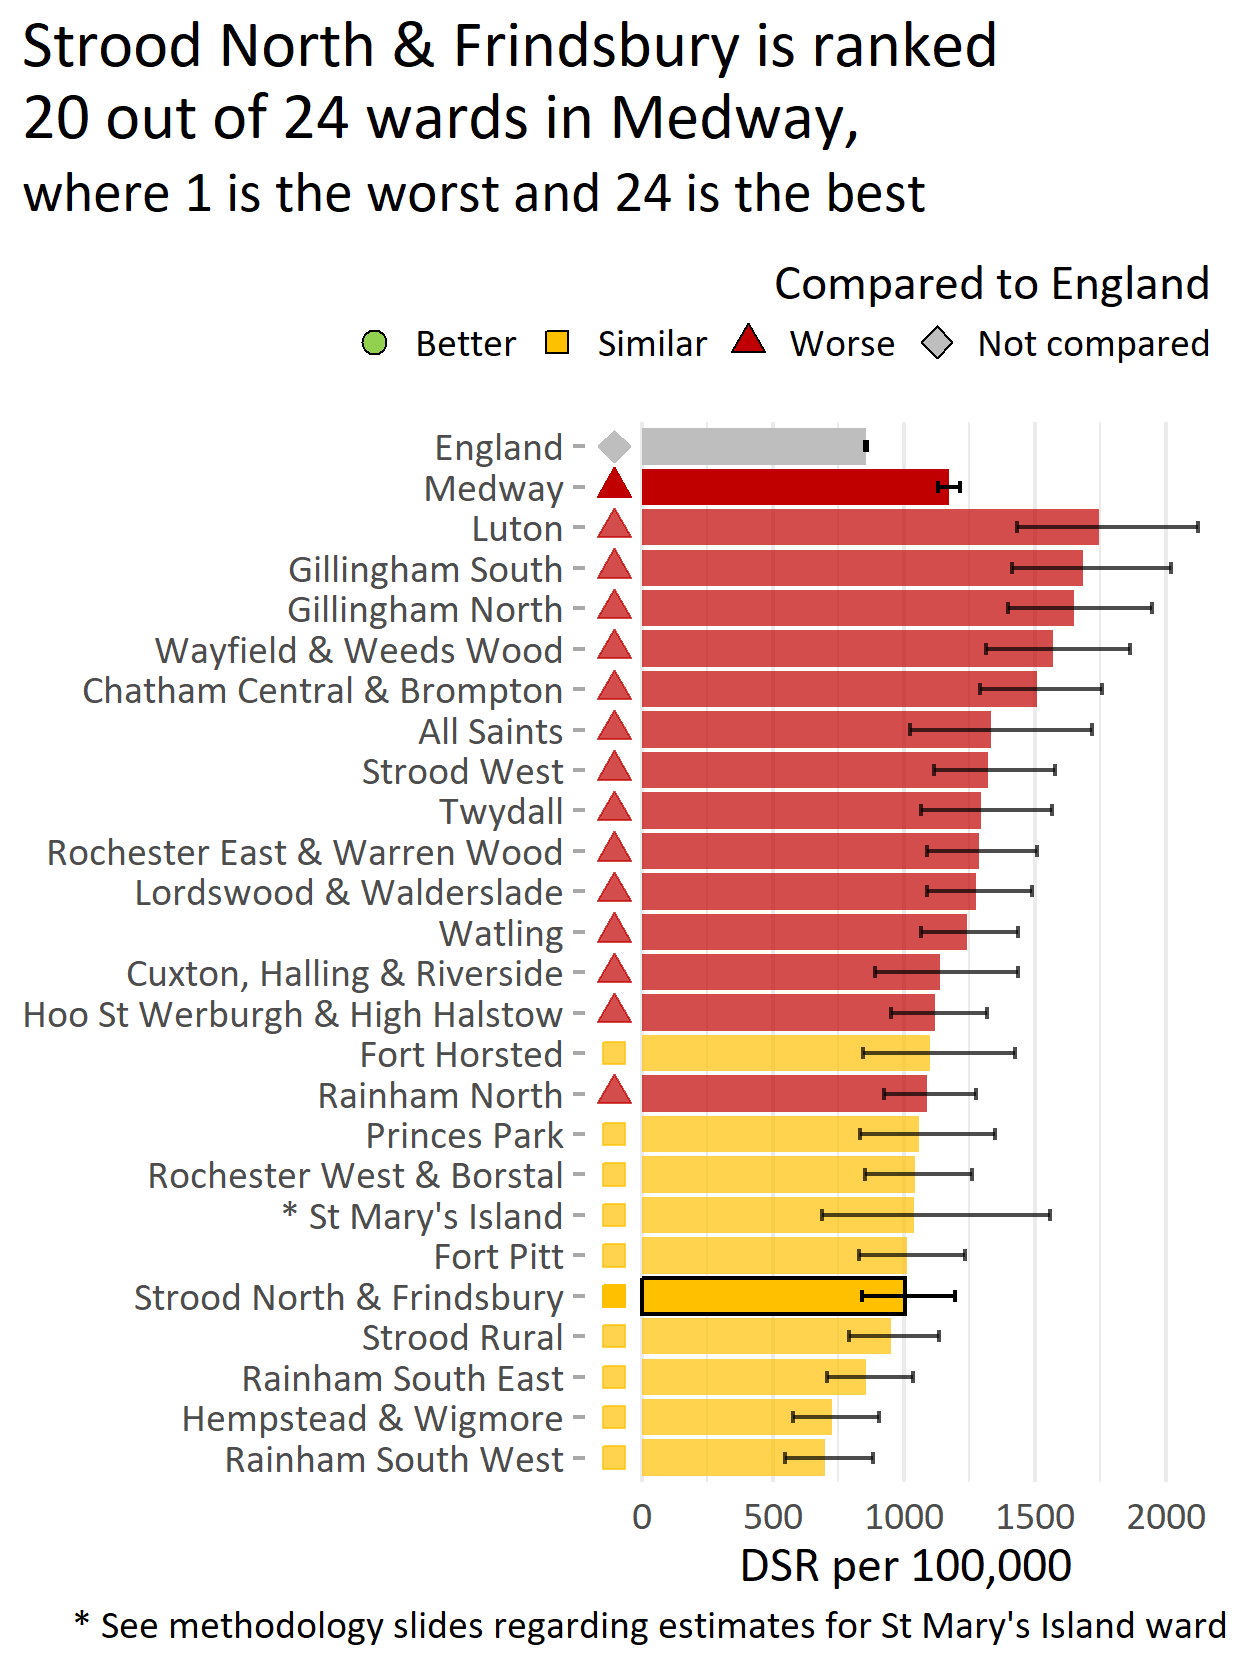 Strood North & Frindsbury is ranked
20 out of 24 wards in Medway,
where 1 is the worst and 24 is the best
Compared to England
Better Similar Worse Not compared
England
Medway
Luton
Gillingham South
Gillingham North
Wayfield & Weeds Wood
Chatham Central & Brompton
All Saints
Strood West
Twydall
Rochester East & Warren Wood
Lordswood & Walderslade
Watling
Cuxton, Halling & Riverside
Hoo St Werburgh & High Halstow
Fort Horsted
Rainham North
Princes Park
Rochester West & Borstal
* St Mary's Island
Fort Pitt
Strood North & Frindsbury
Strood Rural
Rainham South East
Hempstead & Wigmore
Rainham South West
0 500 1000 1500 2000
DSR per 100,000
* See methodology slides regarding estimates for St Mary's Island ward